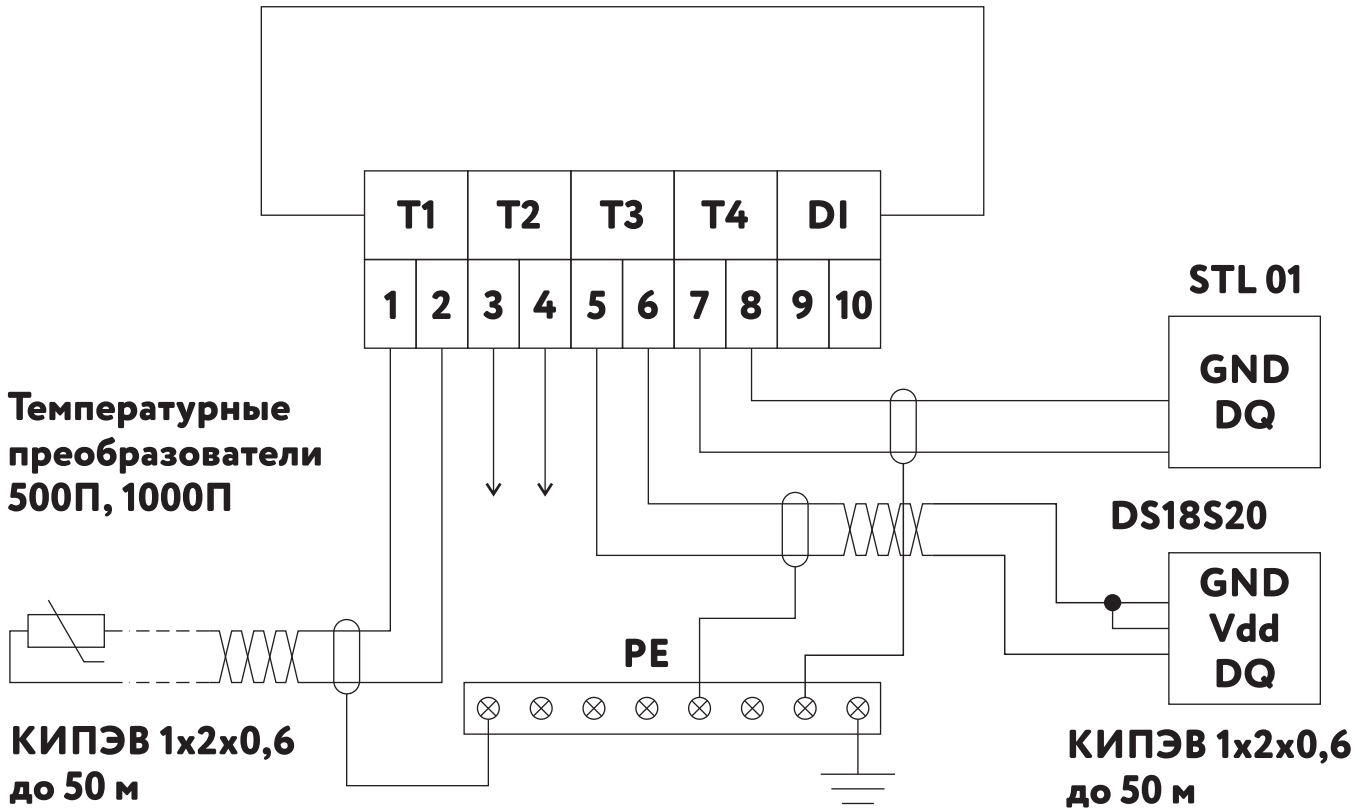 T1 T2 T3 T4 DI
1 2 3 4 5 6 7 8 9 10
STL 01
GND
DQ
Температурные
преобразователи
500П, 1000П
DS18S20
GND
Vdd
DQ
PE
КИПЭВ 1х2х0,6
до 50 м
КИПЭВ 1х2х0,6
до 50 м